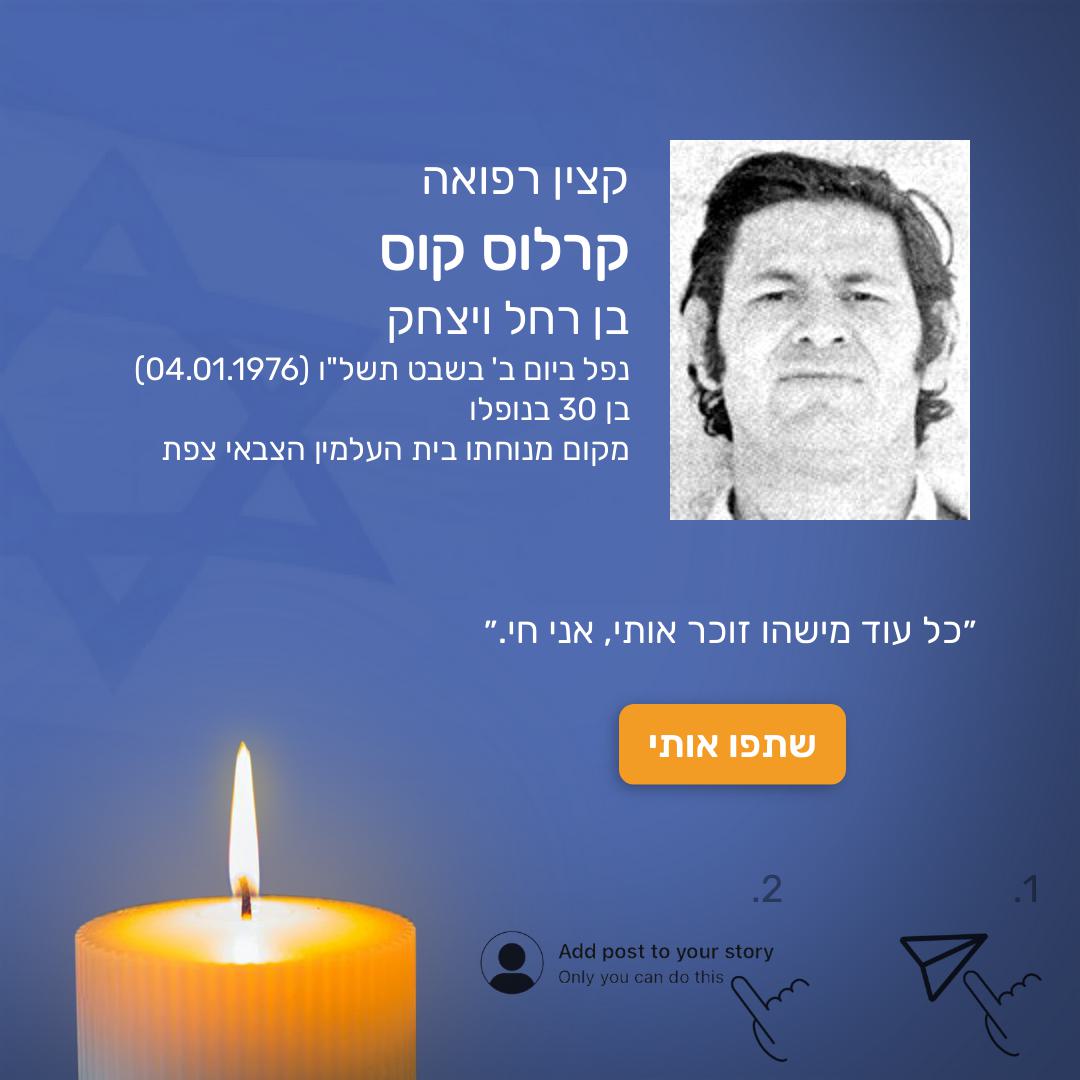 קצין רפואה
קרלוס קוס
בן רחל ויצחק
נפל ביום ב' בשבט תשל"ו (04.01.1976)
בן 30 בנופלו
מקום מנוחתו בית העלמין הצבאי צפת
״כל עוד מישהו זוכר אותי, אני חי.״
שתפו אותי
.1
.2
Add post to your story
Only you can do this